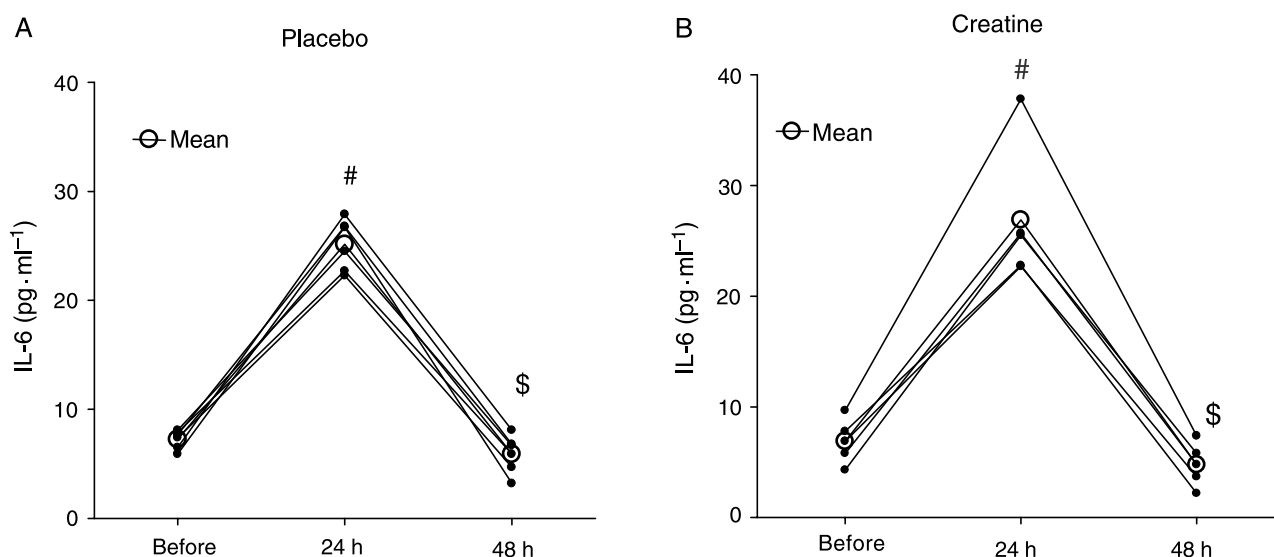 A
Placebo
40
30
20
10
0
IL-6 (pg·ml⁻¹)
Mean
#
$
Before
24 h
48 h
B
Creatine
40
30
20
10
0
IL-6 (pg·ml⁻¹)
Mean
#
$
Before
24 h
48 h